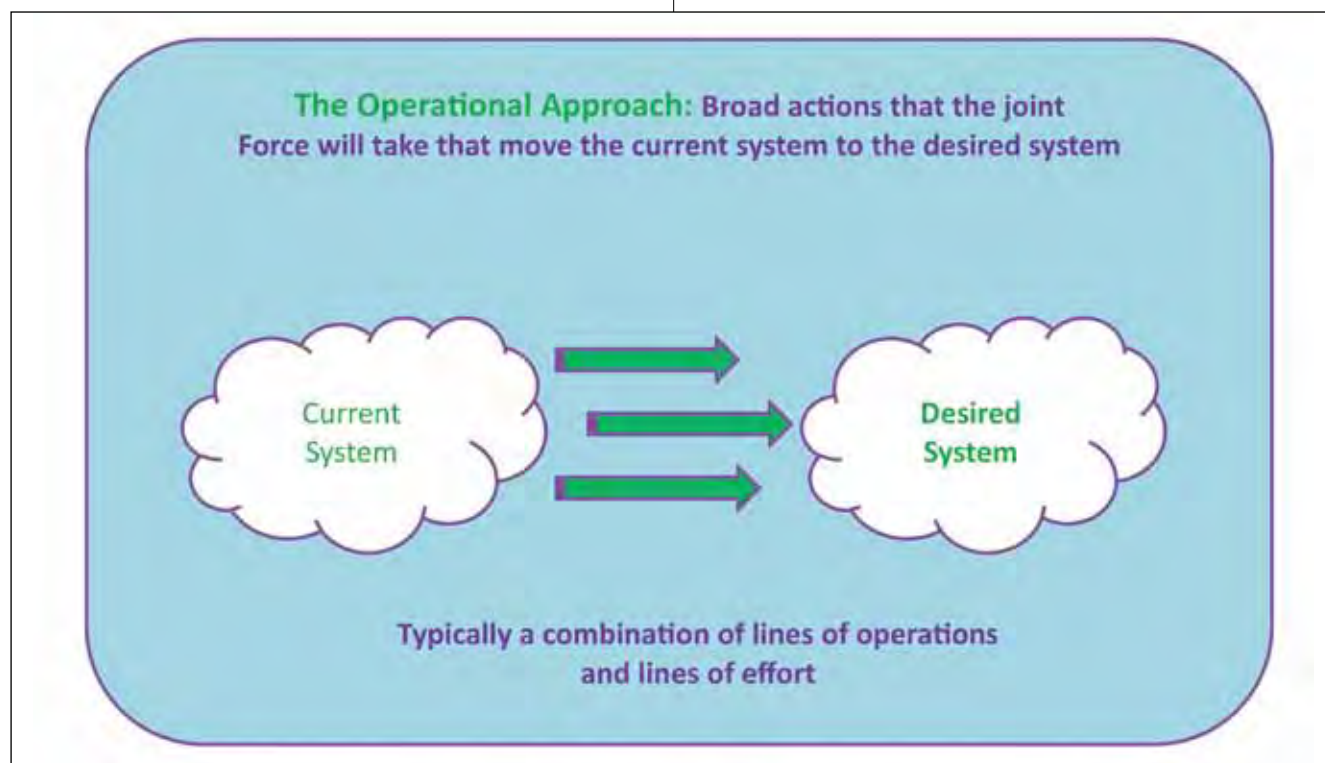 The Operational Approach: Broad actions that the joint
Force will take that move the current system to the desired system
Current
System
Desired
System
Typically a combination of lines of operations
and lines of effort